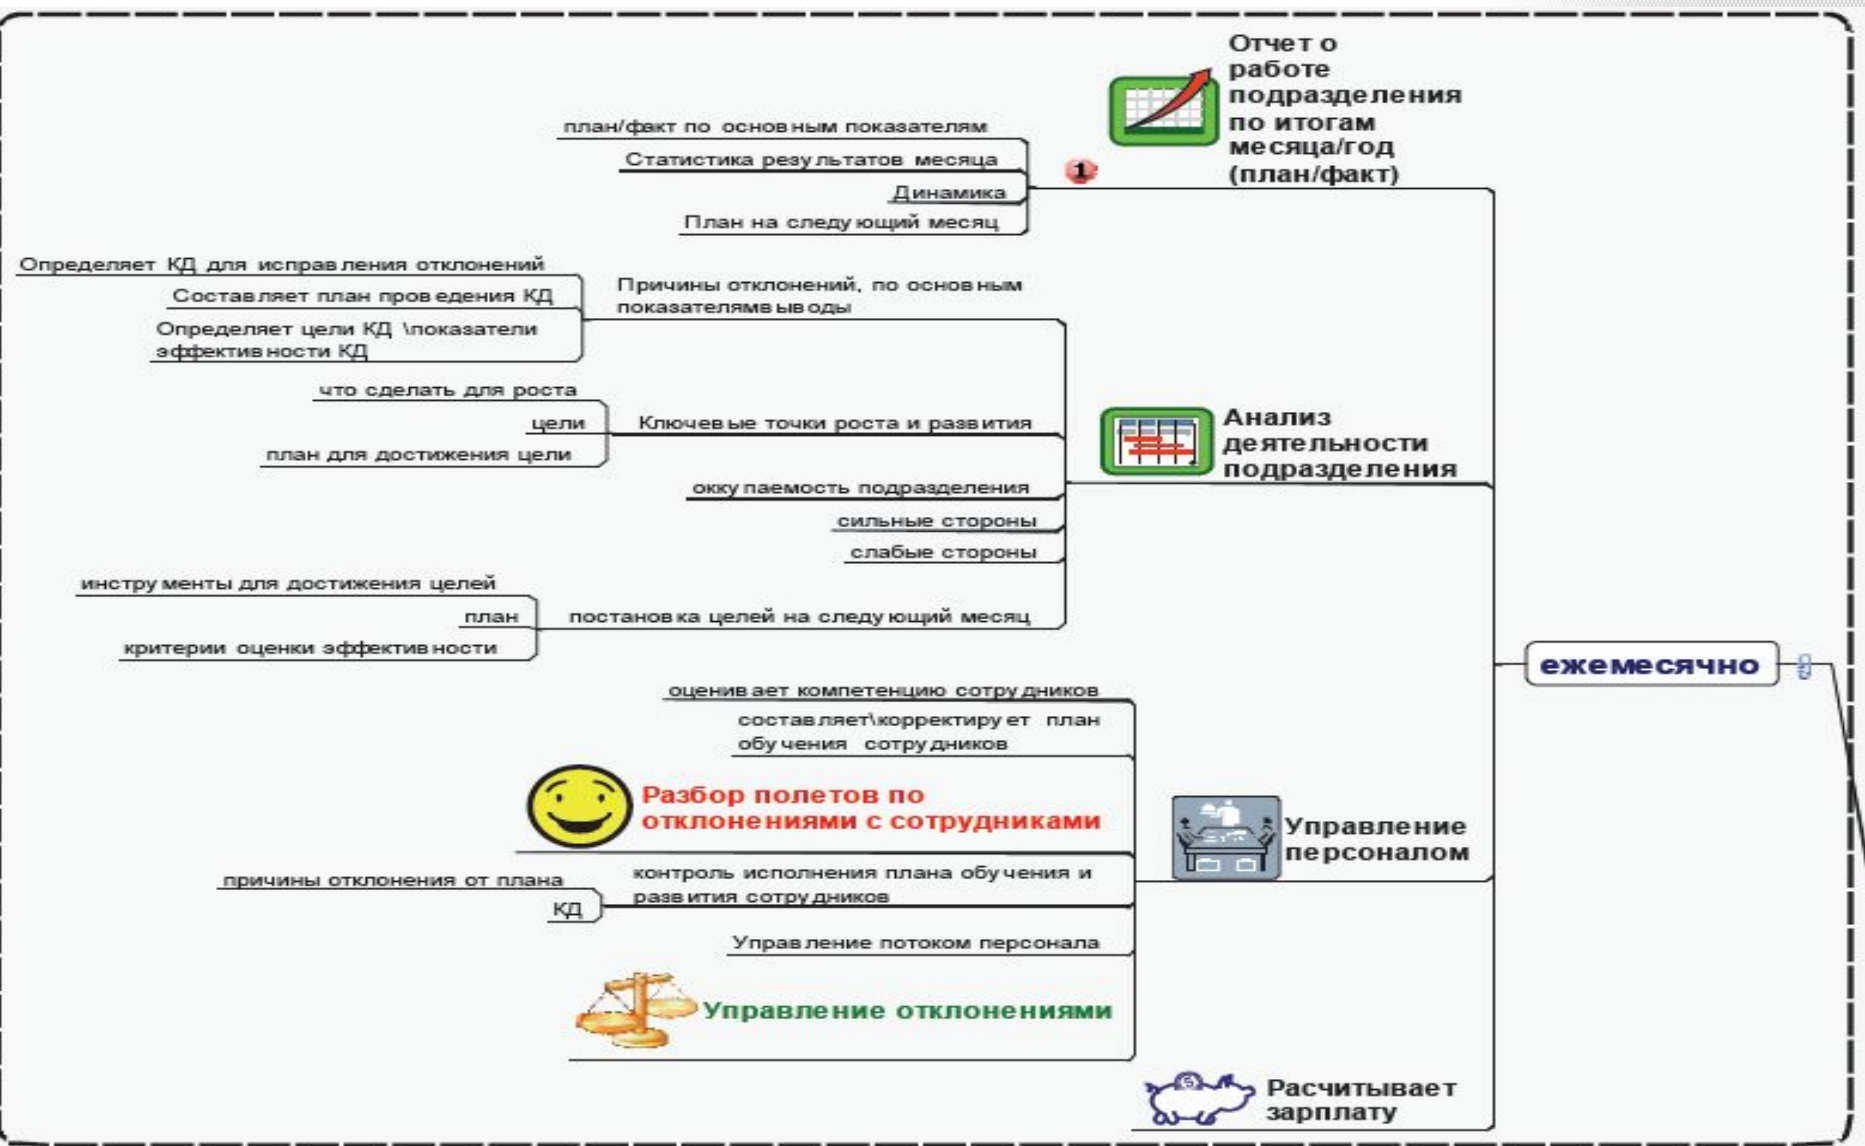 Отчет о
работе
подразделения
по итогам
месяца/год
(план/факт)
1
план/факт по основным показателям
Статистика результатов месяца
Динамика
План на следующий месяц
Причины отклонений, по основным
показателямвыводы
Определяет КД для исправления отклонений
Составляет план проведения КД
Определяет цели КД \показатели
эффективности КД
Анализ
деятельности
подразделения
Ключевые точки роста и развития
что сделать для роста
цели
план для достижения цели
оккупаемость подразделения
сильные стороны
слабые стороны
постановка целей на следующий месяц
инструменты для достижения целей
план
критерии оценки эффективности
ежемесячно
оценивает компетенцию сотрудников
составляет\корректирует план
обучения сотрудников
Разбор полетов по
отклонениями с сотрудниками
Управление
персоналом
контроль исполнения плана обучения и
развития сотрудников
причины отклонения от плана
КД
Управление потоком персонала
Управление отклонениями
Расчитывает
зарплату